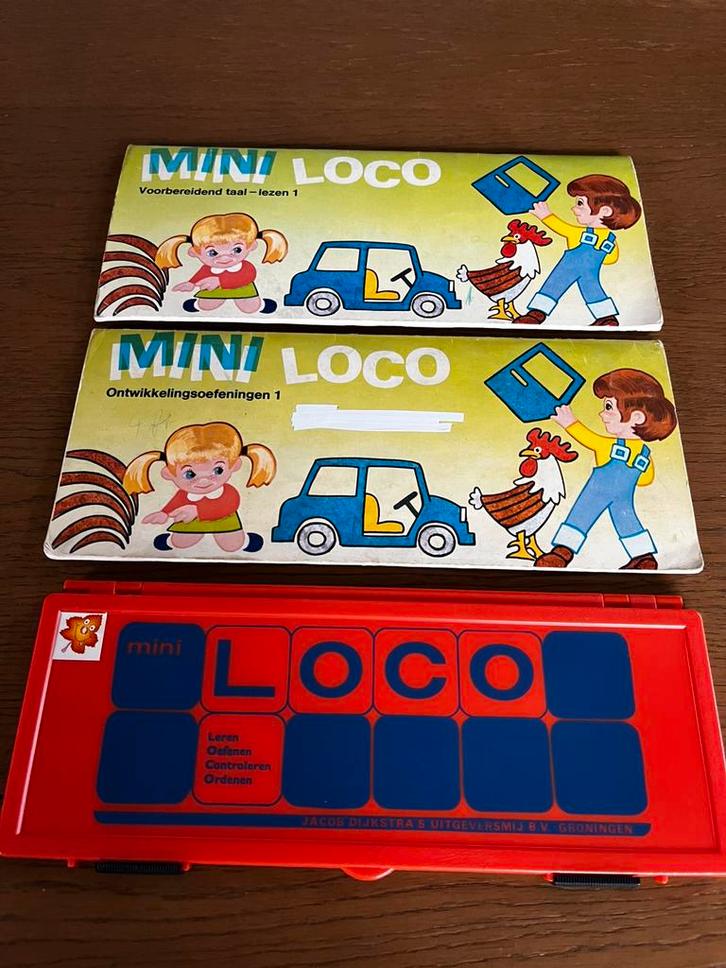 MINI LOCO
Voorbereidend taal – lezen 1
MINI LOCO
Ontwikkelingsoefeningen 1
mini LOCO
Leren
Oefenen
Controleren
Ordenen
JACOB DIJKSTRA'S UITGEVERSMIJ B.V. - GRONINGEN